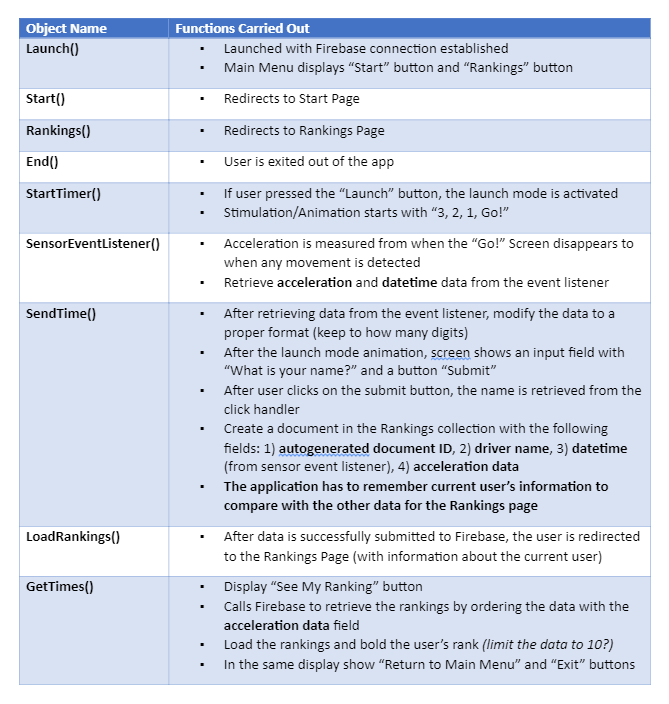 Object Name Functions Carried Out
Launch() ▪ Launched with Firebase connection established
▪ Main Menu displays “Start” button and “Rankings” button
Start() ▪ Redirects to Start Page
Rankings() ▪ Redirects to Rankings Page
End() ▪ User is exited out of the app
StartTimer() ▪ If user pressed the “Launch” button, the launch mode is activated
▪ Stimulation/Animation starts with “3, 2, 1, Go!”
SensorEventListener() ▪ Acceleration is measured from when the “Go!” Screen disappears to
when any movement is detected
▪ Retrieve acceleration and datetime data from the event listener
SendTime() ▪ After retrieving data from the event listener, modify the data to a
proper format (keep to how many digits)
▪ After the launch mode animation, screen shows an input field with
“What is your name?” and a button “Submit”
▪ After user clicks on the submit button, the name is retrieved from the
click handler
▪ Create a document in the Rankings collection with the following
fields: 1) autogenerated document ID, 2) driver name, 3) datetime
(from sensor event listener), 4) acceleration data
▪ The application has to remember current user’s information to
compare with the other data for the Rankings page
LoadRankings() ▪ After data is successfully submitted to Firebase, the user is redirected
to the Rankings Page (with information about the current user)
GetTimes() ▪ Display “See My Ranking” button
▪ Calls Firebase to retrieve the rankings by ordering the data with the
acceleration data field
▪ Load the rankings and bold the user’s rank (limit the data to 10?)
▪ In the same display show “Return to Main Menu” and “Exit” buttons